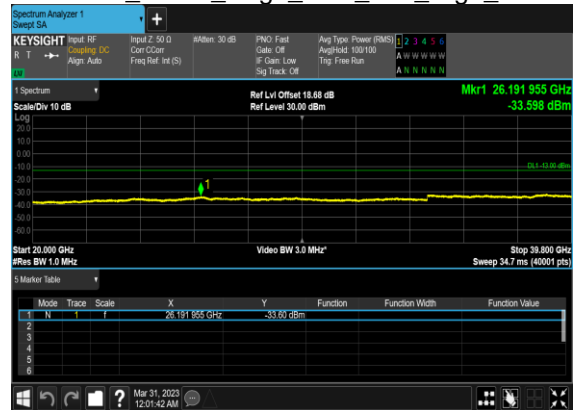 Spectrum Analyzer 1
Swept SA
+
KEYSIGHT Input: RF Input Z: 50 Ω #Atten: 30 dB PNO: Fast Avg Type: Power (RMS) 1 2 3 4 5 6
R T Coupling: DC Corr CCorr Gate: Off Avg|Hold: 100/100 A W W W W W
Align: Auto Freq Ref: Int (S) IF Gain: Low Trig: Free Run
Sig Track: Off A N N N N N
1 Spectrum Ref Lvl Offset 18.68 dB Mkr1 26.191 955 GHz
Scale/Div 10 dB Ref Level 30.00 dBm -33.598 dBm
Log
20.0
10.0
0.00
-10.0 DL1 -13.00 dBm
-20.0
-30.0 1
-40.0
-50.0
-60.0
Start 20.000 GHz Video BW 3.0 MHz* Stop 39.800 GHz
#Res BW 1.0 MHz Sweep 34.7 ms (40001 pts)
5 Marker Table
Mode Trace Scale X Y Function Function Width Function Value
1 N 1 f 26.191 955 GHz -33.60 dBm
2
3
4
5
6
? Mar 31, 2023
12:01:42 AM